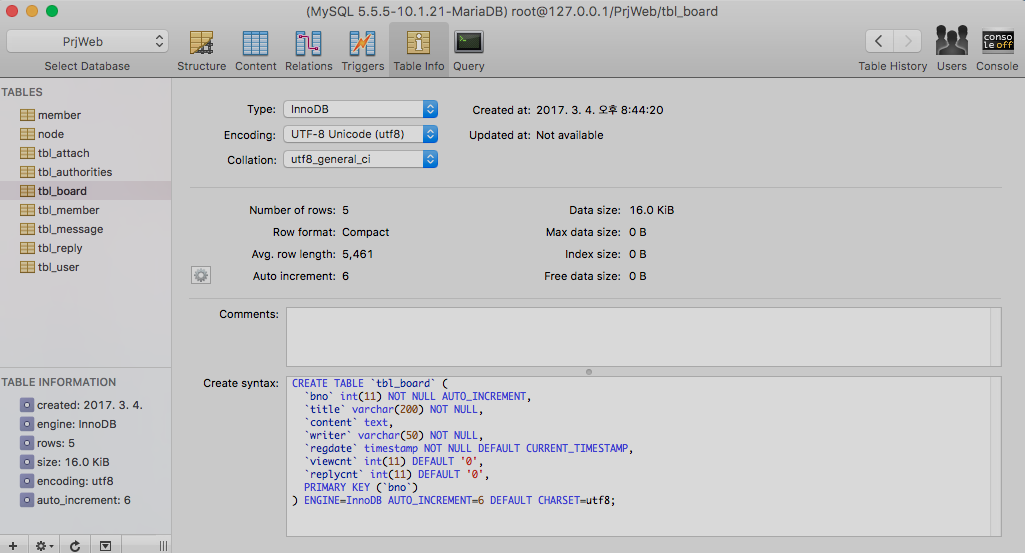 (MySQL 5.5.5-10.1.21-MariaDB) root@127.0.0.1/PrjWeb/tbl_board
PrjWeb
conso
le off
Select Database Structure Content Relations Triggers Table Info Query Table History Users Console
TABLES
member
node
tbl_attach
tbl_authorities
tbl_board
tbl_member
tbl_message
tbl_reply
tbl_user
TABLE INFORMATION
created: 2017. 3. 4.
engine: InnoDB
rows: 5
size: 16.0 KiB
encoding: utf8
auto_increment: 6
Type: InnoDB Created at: 2017. 3. 4. 오후 8:44:20
Encoding: UTF-8 Unicode (utf8) Updated at: Not available
Collation: utf8_general_ci
Number of rows: 5 Data size: 16.0 KiB
Row format: Compact Max data size: 0 B
Avg. row length: 5,461 Index size: 0 B
Auto increment: 6 Free data size: 0 B
Comments:
Create syntax: CREATE TABLE `tbl_board` (
`bno` int(11) NOT NULL AUTO_INCREMENT,
`title` varchar(200) NOT NULL,
`content` text,
`writer` varchar(50) NOT NULL,
`regdate` timestamp NOT NULL DEFAULT CURRENT_TIMESTAMP,
`viewcnt` int(11) DEFAULT '0',
`replycnt` int(11) DEFAULT '0',
PRIMARY KEY (`bno`)
) ENGINE=InnoDB AUTO_INCREMENT=6 DEFAULT CHARSET=utf8;